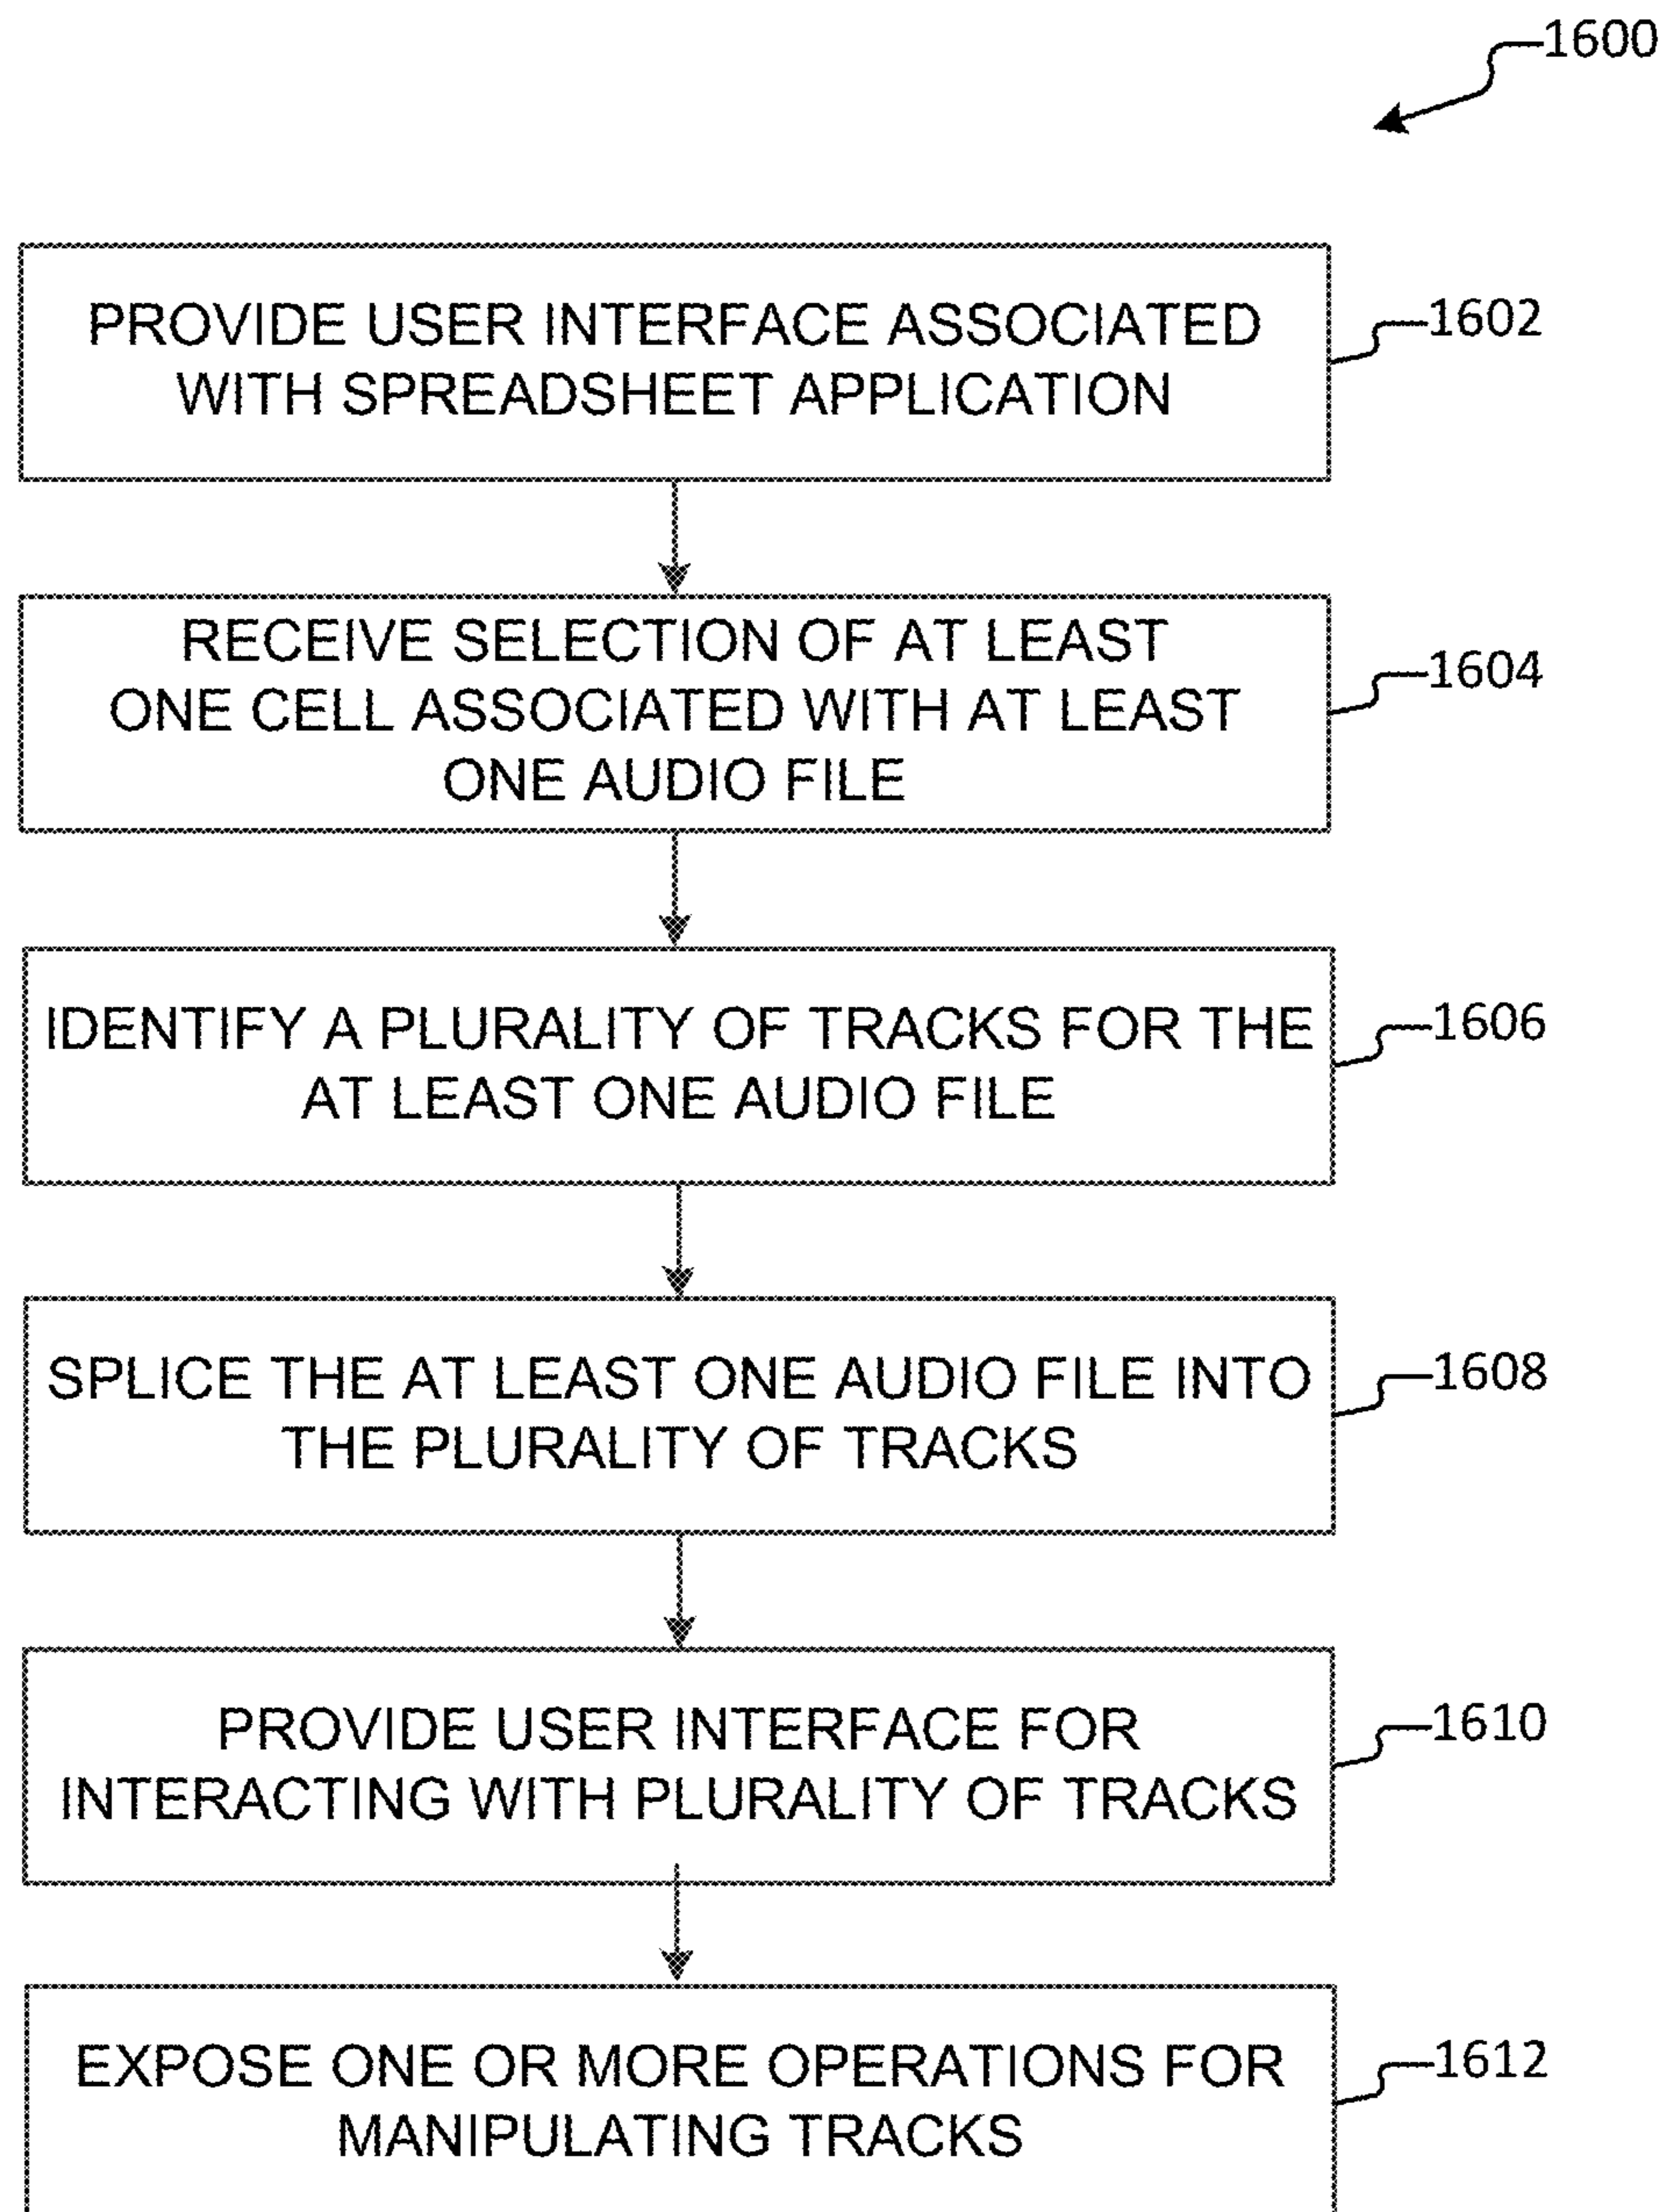 1600
PROVIDE USER INTERFACE ASSOCIATED
WITH SPREADSHEET APPLICATION
1602
RECEIVE SELECTION OF AT LEAST
ONE CELL ASSOCIATED WITH AT LEAST
ONE AUDIO FILE
1604
IDENTIFY A PLURALITY OF TRACKS FOR THE
AT LEAST ONE AUDIO FILE
1606
SPLICE THE AT LEAST ONE AUDIO FILE INTO
THE PLURALITY OF TRACKS
1608
PROVIDE USER INTERFACE FOR
INTERACTING WITH PLURALITY OF TRACKS
1610
EXPOSE ONE OR MORE OPERATIONS FOR
MANIPULATING TRACKS
1612